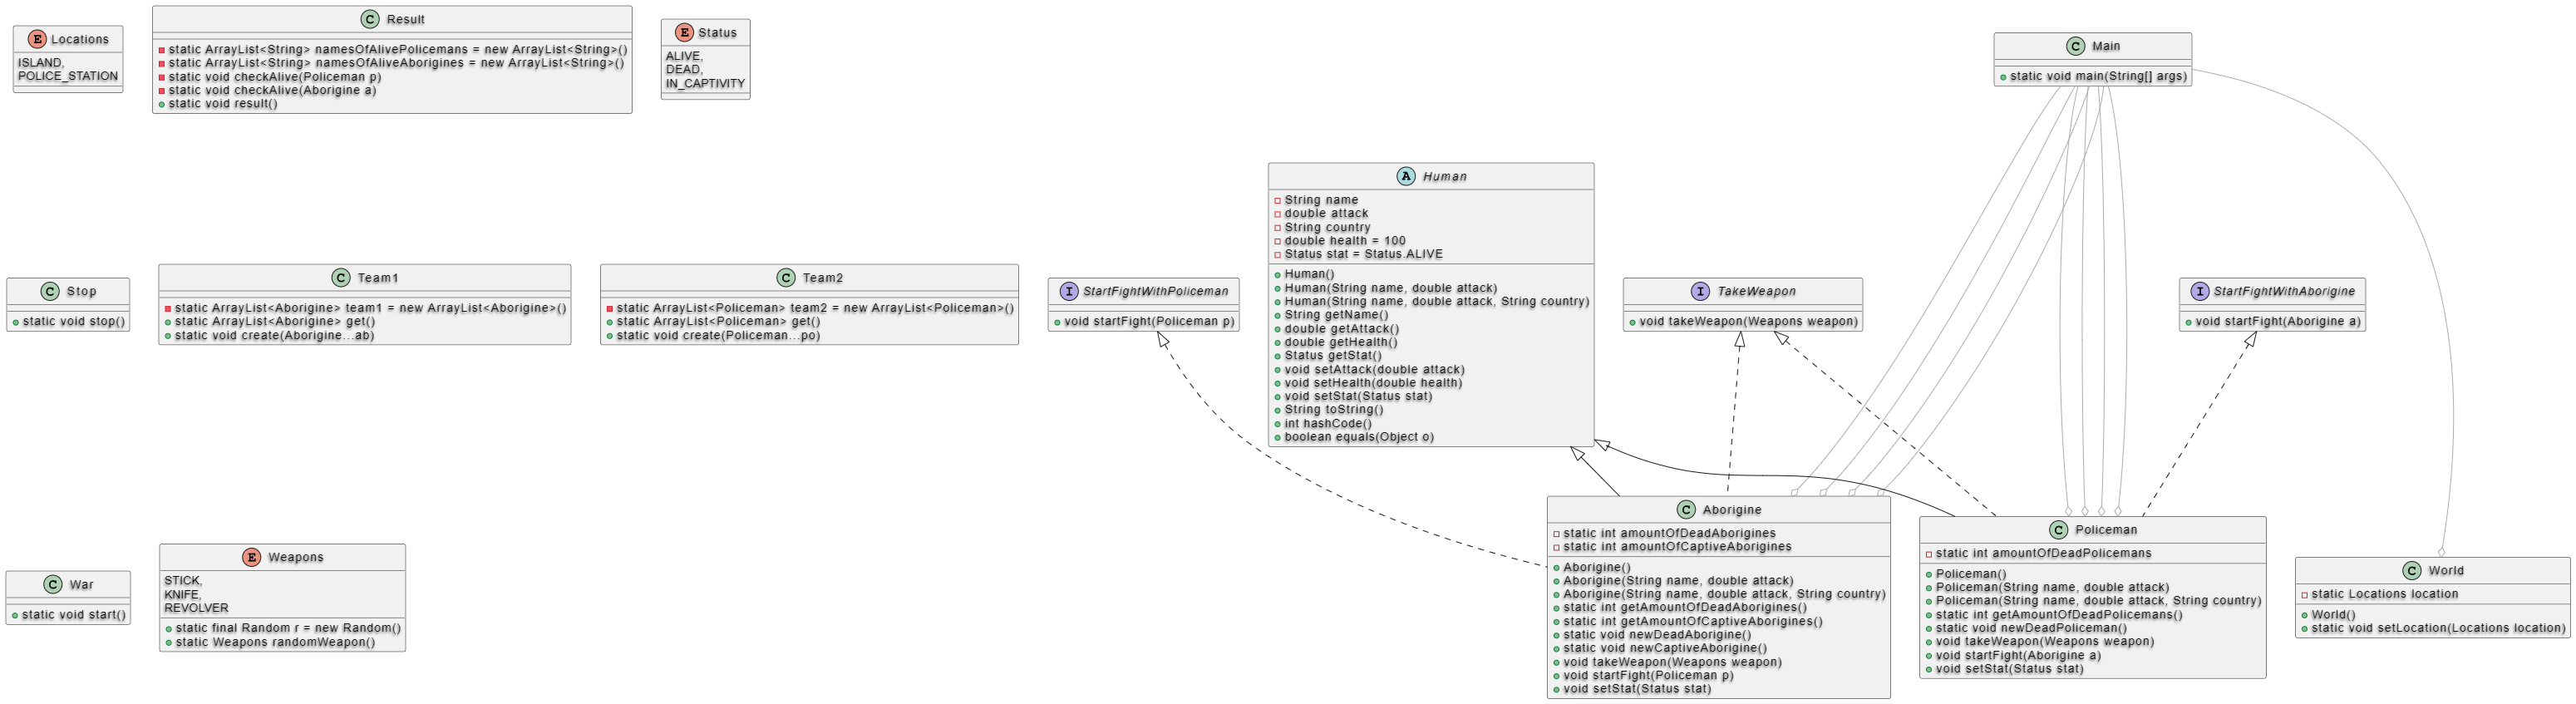 E Locations
ISLAND,
POLICE_STATION
C Result
static ArrayList<String> namesOfAlivePolicemans = new ArrayList<String>()
static ArrayList<String> namesOfAliveAborigines = new ArrayList<String>()
static void checkAlive(Policeman p)
static void checkAlive(Aborigine a)
static void result()
E Status
ALIVE,
DEAD,
IN_CAPTIVITY
C Main
static void main(String[] args)
A Human
String name
double attack
String country
double health = 100
Status stat = Status.ALIVE
Human()
Human(String name, double attack)
Human(String name, double attack, String country)
String getName()
double getAttack()
double getHealth()
Status getStat()
void setAttack(double attack)
void setHealth(double health)
void setStat(Status stat)
String toString()
int hashCode()
boolean equals(Object o)
C Stop
static void stop()
C Team1
static ArrayList<Aborigine> team1 = new ArrayList<Aborigine>()
static ArrayList<Aborigine> get()
static void create(Aborigine...ab)
C Team2
static ArrayList<Policeman> team2 = new ArrayList<Policeman>()
static ArrayList<Policeman> get()
static void create(Policeman...po)
I StartFightWithPoliceman
void startFight(Policeman p)
I TakeWeapon
void takeWeapon(Weapons weapon)
I StartFightWithAborigine
void startFight(Aborigine a)
C War
static void start()
E Weapons
STICK,
KNIFE,
REVOLVER
static final Random r = new Random()
static Weapons randomWeapon()
C Aborigine
static int amountOfDeadAborigines
static int amountOfCaptiveAborigines
Aborigine()
Aborigine(String name, double attack)
Aborigine(String name, double attack, String country)
static int getAmountOfDeadAborigines()
static int getAmountOfCaptiveAborigines()
static void newDeadAborigine()
static void newCaptiveAborigine()
void takeWeapon(Weapons weapon)
void startFight(Policeman p)
void setStat(Status stat)
C Policeman
static int amountOfDeadPolicemans
Policeman()
Policeman(String name, double attack)
Policeman(String name, double attack, String country)
static int getAmountOfDeadPolicemans()
static void newDeadPoliceman()
void takeWeapon(Weapons weapon)
void startFight(Aborigine a)
void setStat(Status stat)
C World
static Locations location
World()
static void setLocation(Locations location)